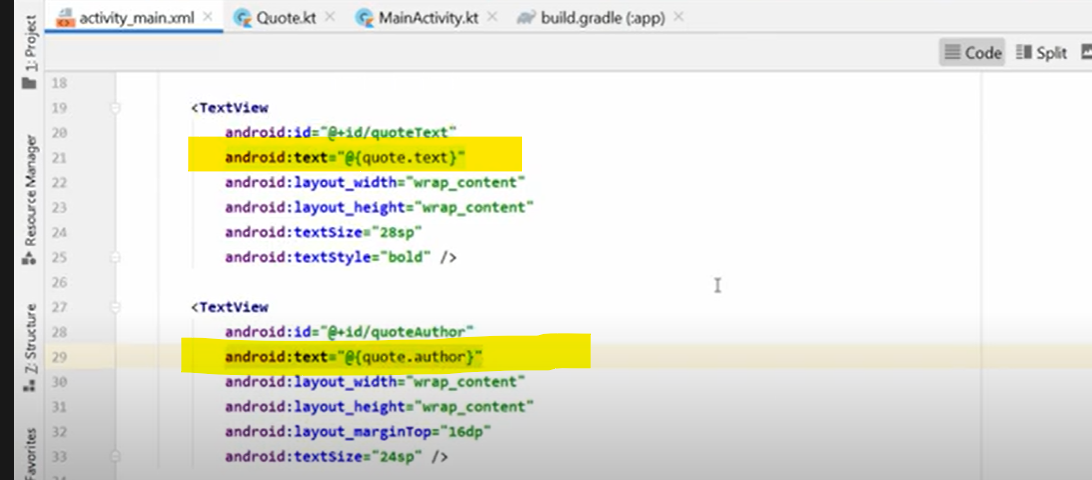 activity_main.xml Quote.kt MainActivity.kt build.gradle (:app)
Code Split
1: Project
Resource Manager
Z: Structure
Favorites
18
19 <TextView
20 android:id="@+id/quoteText"
21 android:text="@{quote.text}"
22 android:layout_width="wrap_content"
23 android:layout_height="wrap_content"
24 android:textSize="28sp"
25 android:textStyle="bold" />
26
27 <TextView
28 android:id="@+id/quoteAuthor"
29 android:text="@{quote.author}"
30 android:layout_width="wrap_content"
31 android:layout_height="wrap_content"
32 android:layout_marginTop="16dp"
33 android:textSize="24sp" />